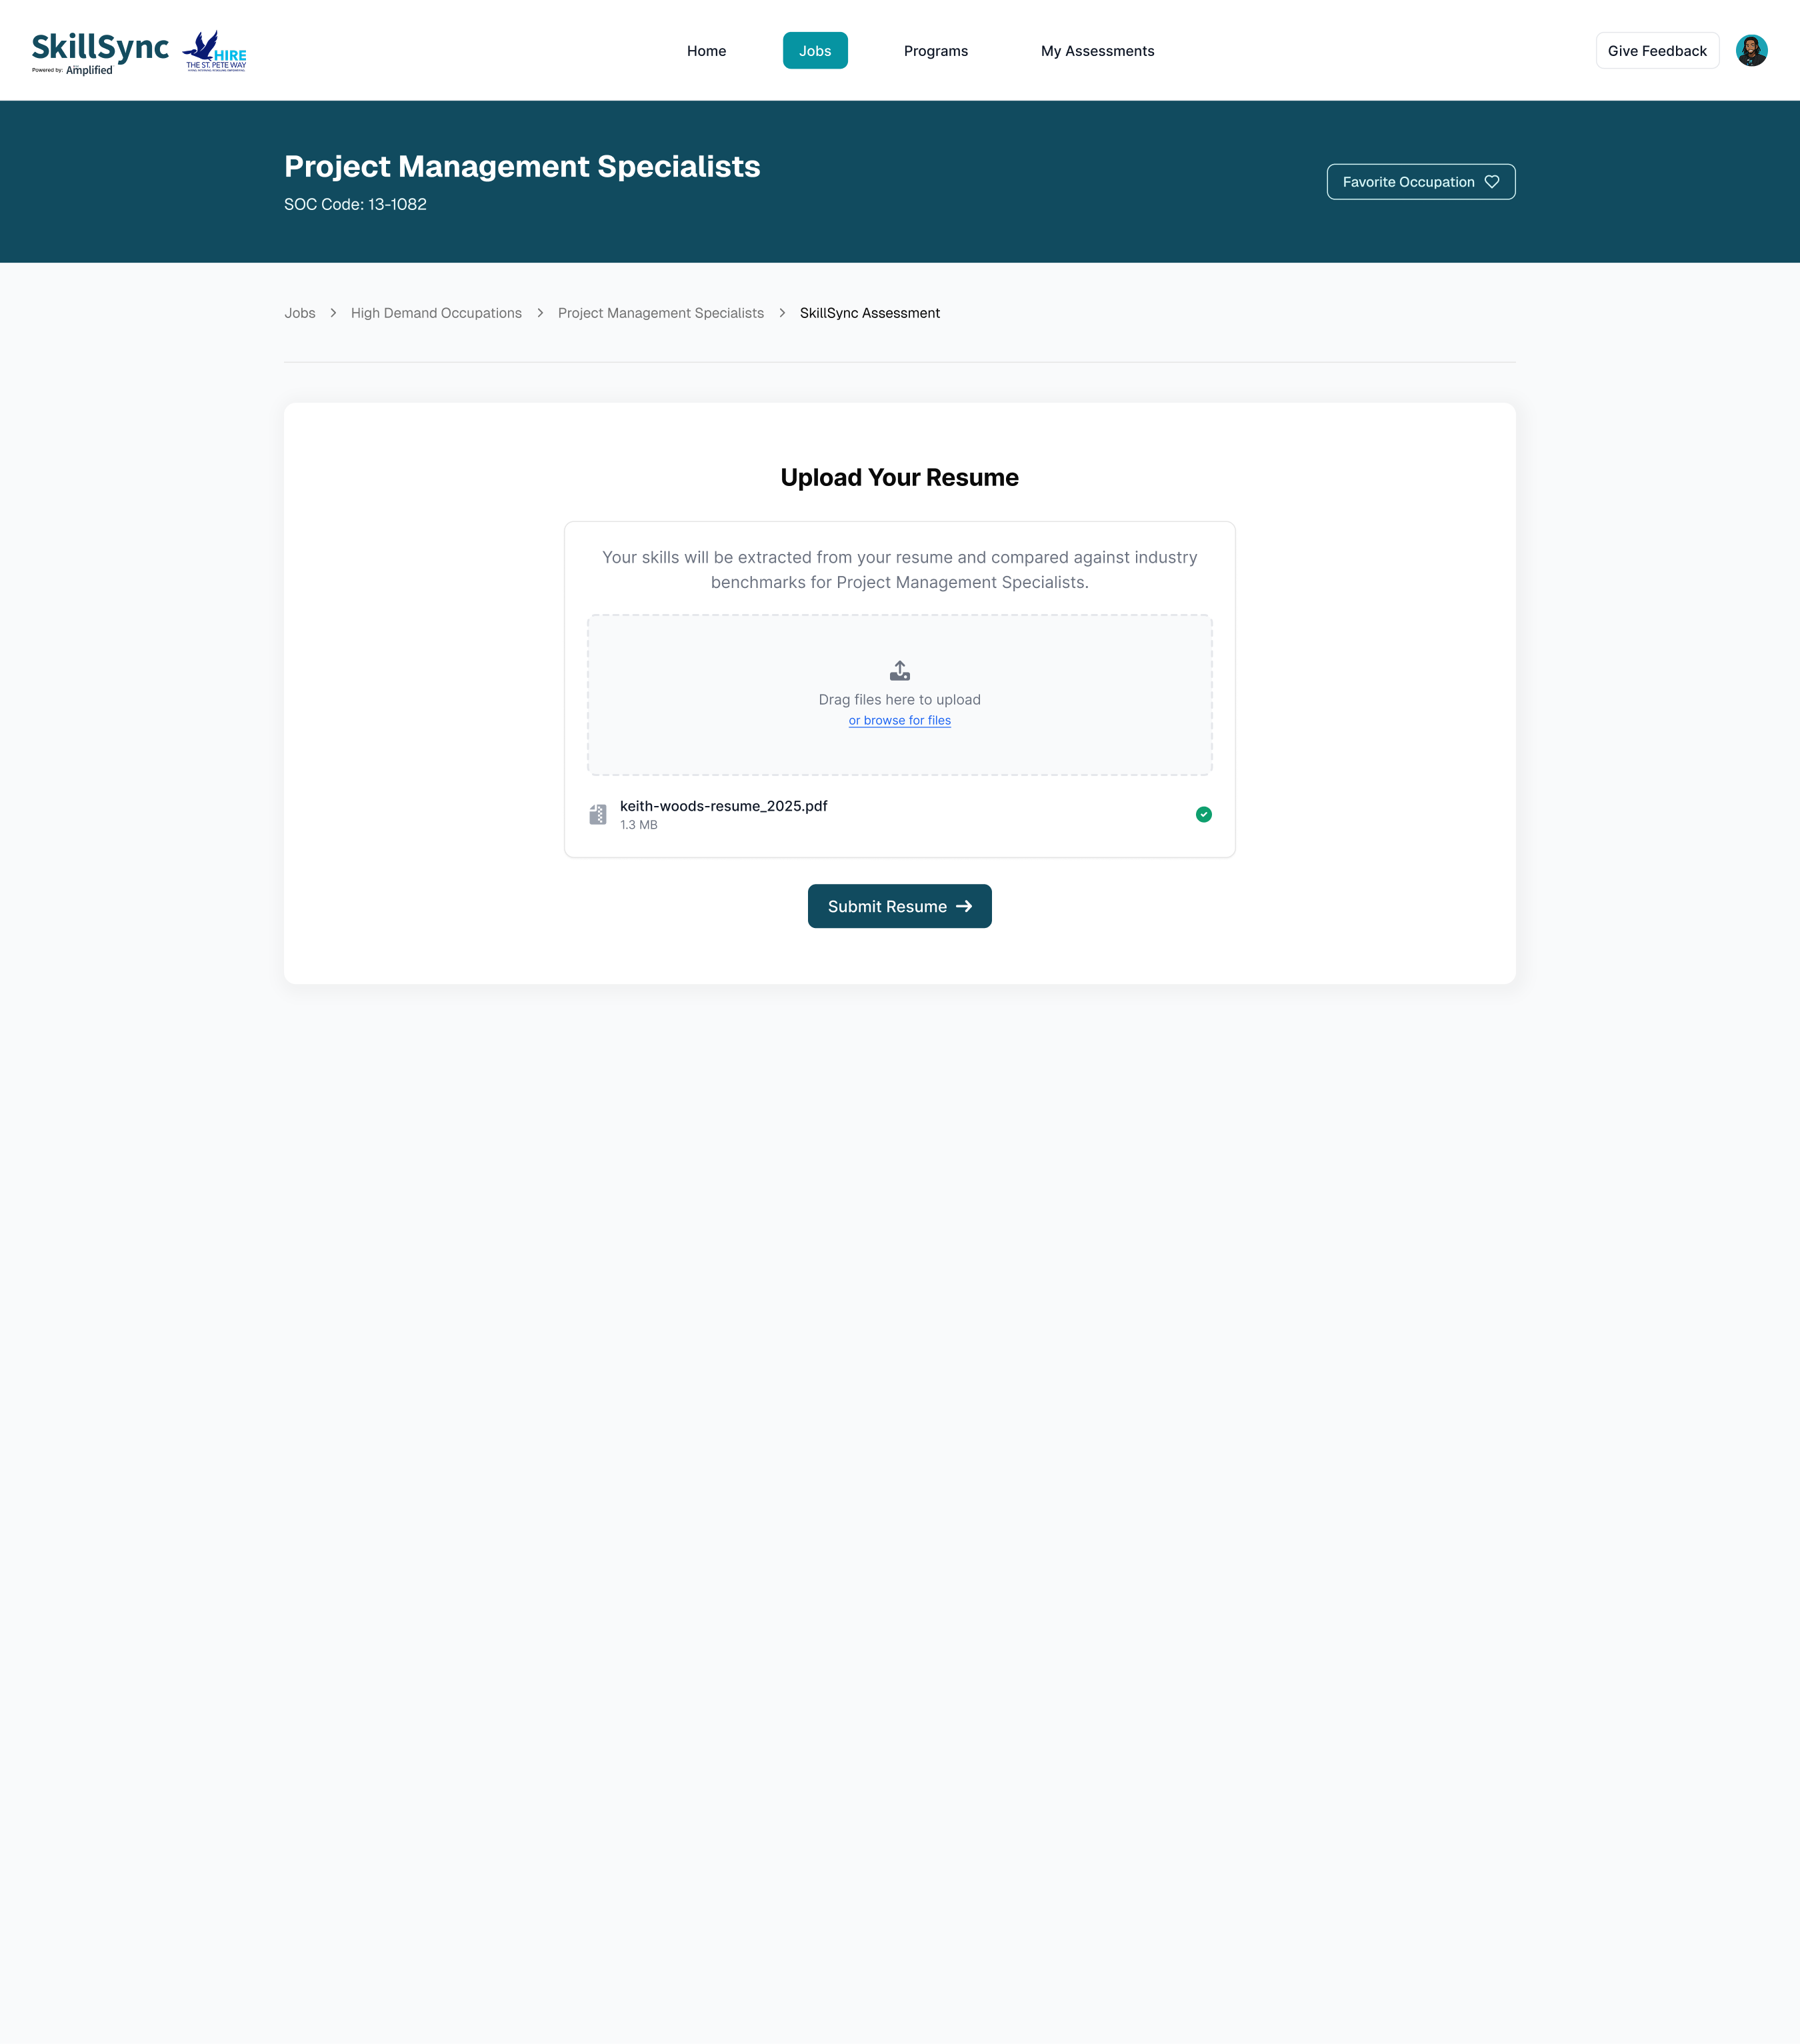 SkillSync
Powered by: Amplified
HIRE
THE ST. PETE WAY
Home
Jobs
Programs
My Assessments
Give Feedback
Project Management Specialists
SOC Code: 13-1082
Favorite Occupation
Jobs > High Demand Occupations > Project Management Specialists > SkillSync Assessment
Upload Your Resume
Your skills will be extracted from your resume and compared against industry
benchmarks for Project Management Specialists.
Drag files here to upload
or browse for files
keith-woods-resume_2025.pdf
1.3 MB
Submit Resume